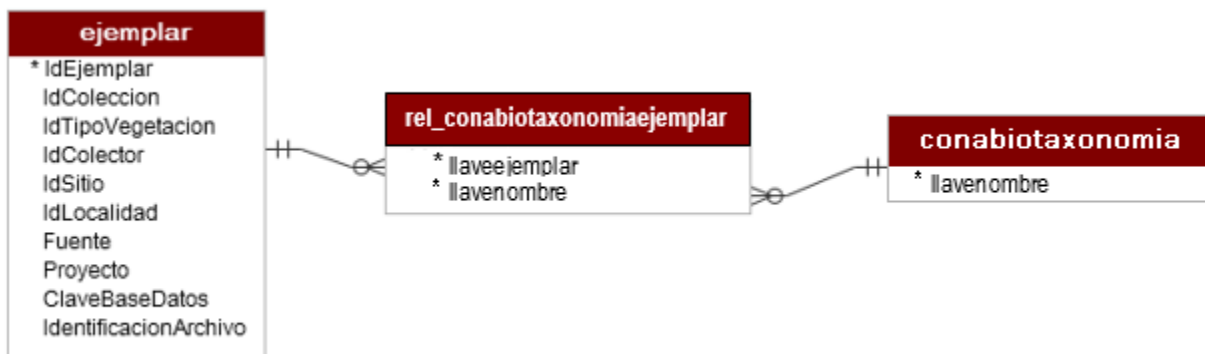 ejemplar
* IdEjemplar
IdColeccion
IdTipoVegetacion
IdColector
IdSitio
IdLocalidad
Fuente
Proyecto
ClaveBaseDatos
IdentificacionArchivo
rel_conabiotaxonomiaejemplar
* llaveejemplar
* llavenombre
conabiotaxonomia
* llavenombre